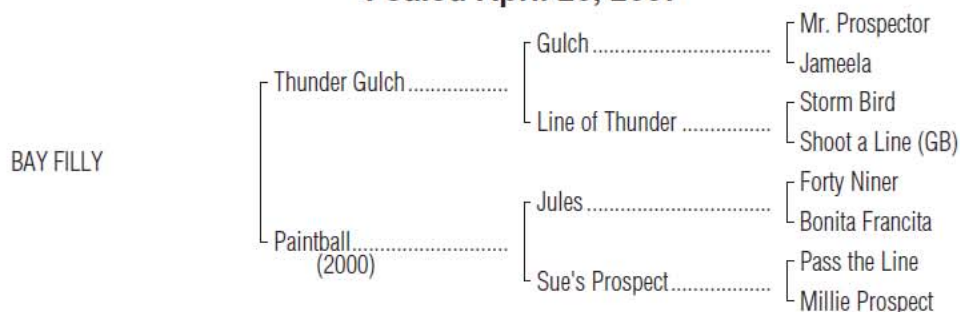 Mr. Prospector
Gulch
Jameela
Thunder Gulch
Storm Bird
Line of Thunder
Shoot a Line (GB)
BAY FILLY
Forty Niner
Jules
Bonita Francita
Paintball
(2000)
Pass the Line
Sue's Prospect
Millie Prospect